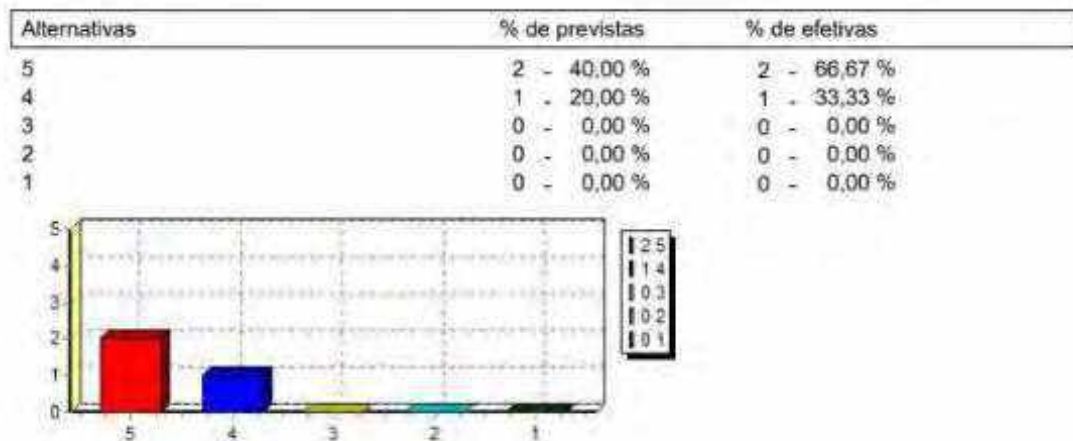 Alternativas % de previstas % de efetivas
5 2 - 40,00 % 2 - 66,67 %
4 1 - 20,00 % 1 - 33,33 %
3 0 - 0,00 % 0 - 0,00 %
2 0 - 0,00 % 0 - 0,00 %
1 0 - 0,00 % 0 - 0,00 %
5
4
3
2
1
0
5 4 3 2 1
2 5
1 4
0 3
0 2
0 1